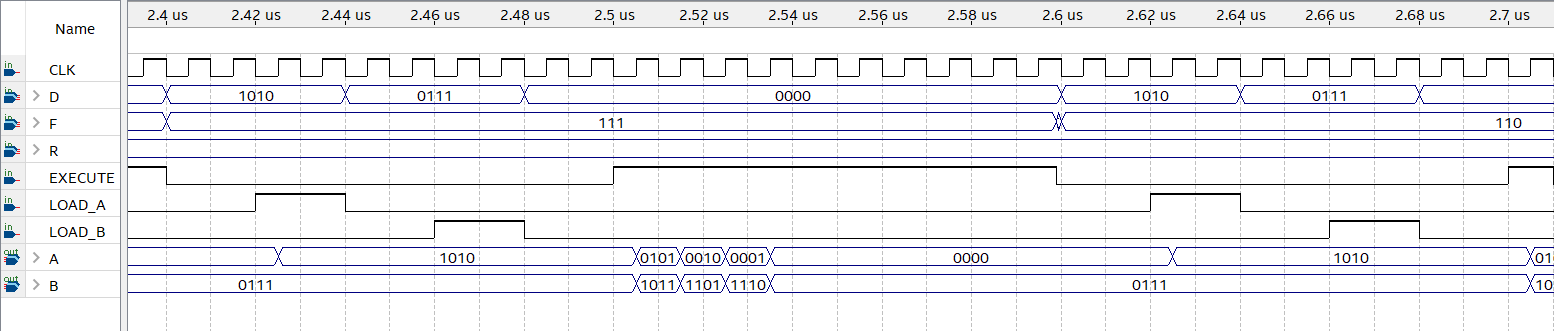 Name
2.4 us 2.42 us 2.44 us 2.46 us 2.48 us 2.5 us 2.52 us 2.54 us 2.56 us 2.58 us 2.6 us 2.62 us 2.64 us 2.66 us 2.68 us 2.7 us
in CLK
in D 1010 0111 0000 1010 0111
in F 111 110
in R
in EXECUTE
in LOAD_A
in LOAD_B
out A 1010 0101 0010 0001 0000 1010 01
out B 0111 1011 1101 1110 0111 10